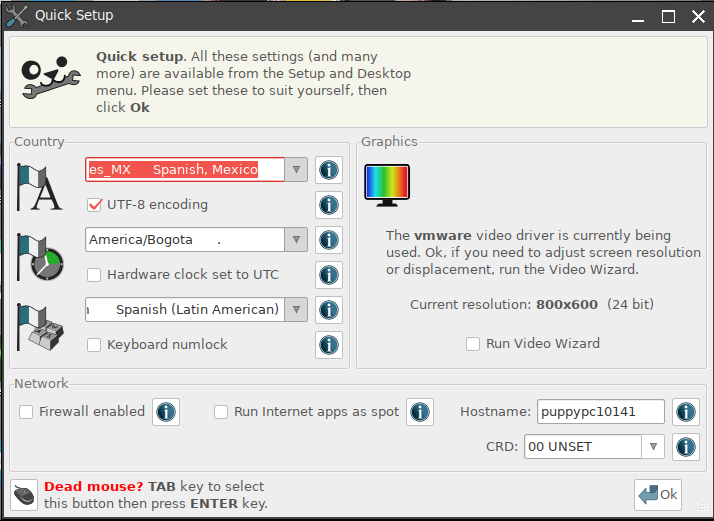 Quick Setup
Quick setup. All these settings (and many
more) are available from the Setup and Desktop
menu. Please set these to suit yourself, then
click Ok
Country
es_MX Spanish, Mexico
UTF-8 encoding
America/Bogota .
Hardware clock set to UTC
Spanish (Latin American)
Keyboard numlock
Graphics
The vmware video driver is currently being
used. Ok, if you need to adjust screen resolution
or displacement, run the Video Wizard.
Current resolution: 800x600 (24 bit)
Run Video Wizard
Network
Firewall enabled
Run Internet apps as spot
Hostname: puppypc10141
CRD: 00 UNSET
Dead mouse? TAB key to select
this button then press ENTER key.
Ok